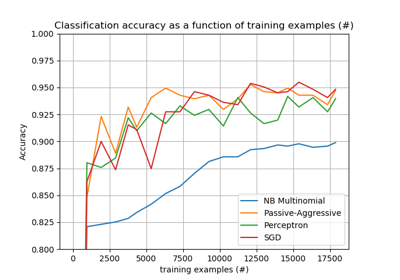 Classification accuracy as a function of training examples (#)
1.000
0.975
0.950
0.925
0.900
0.875
0.850
0.825
0.800
Accuracy
NB Multinomial
Passive-Aggressive
Perceptron
SGD
0 2500 5000 7500 10000 12500 15000 17500
training examples (#)